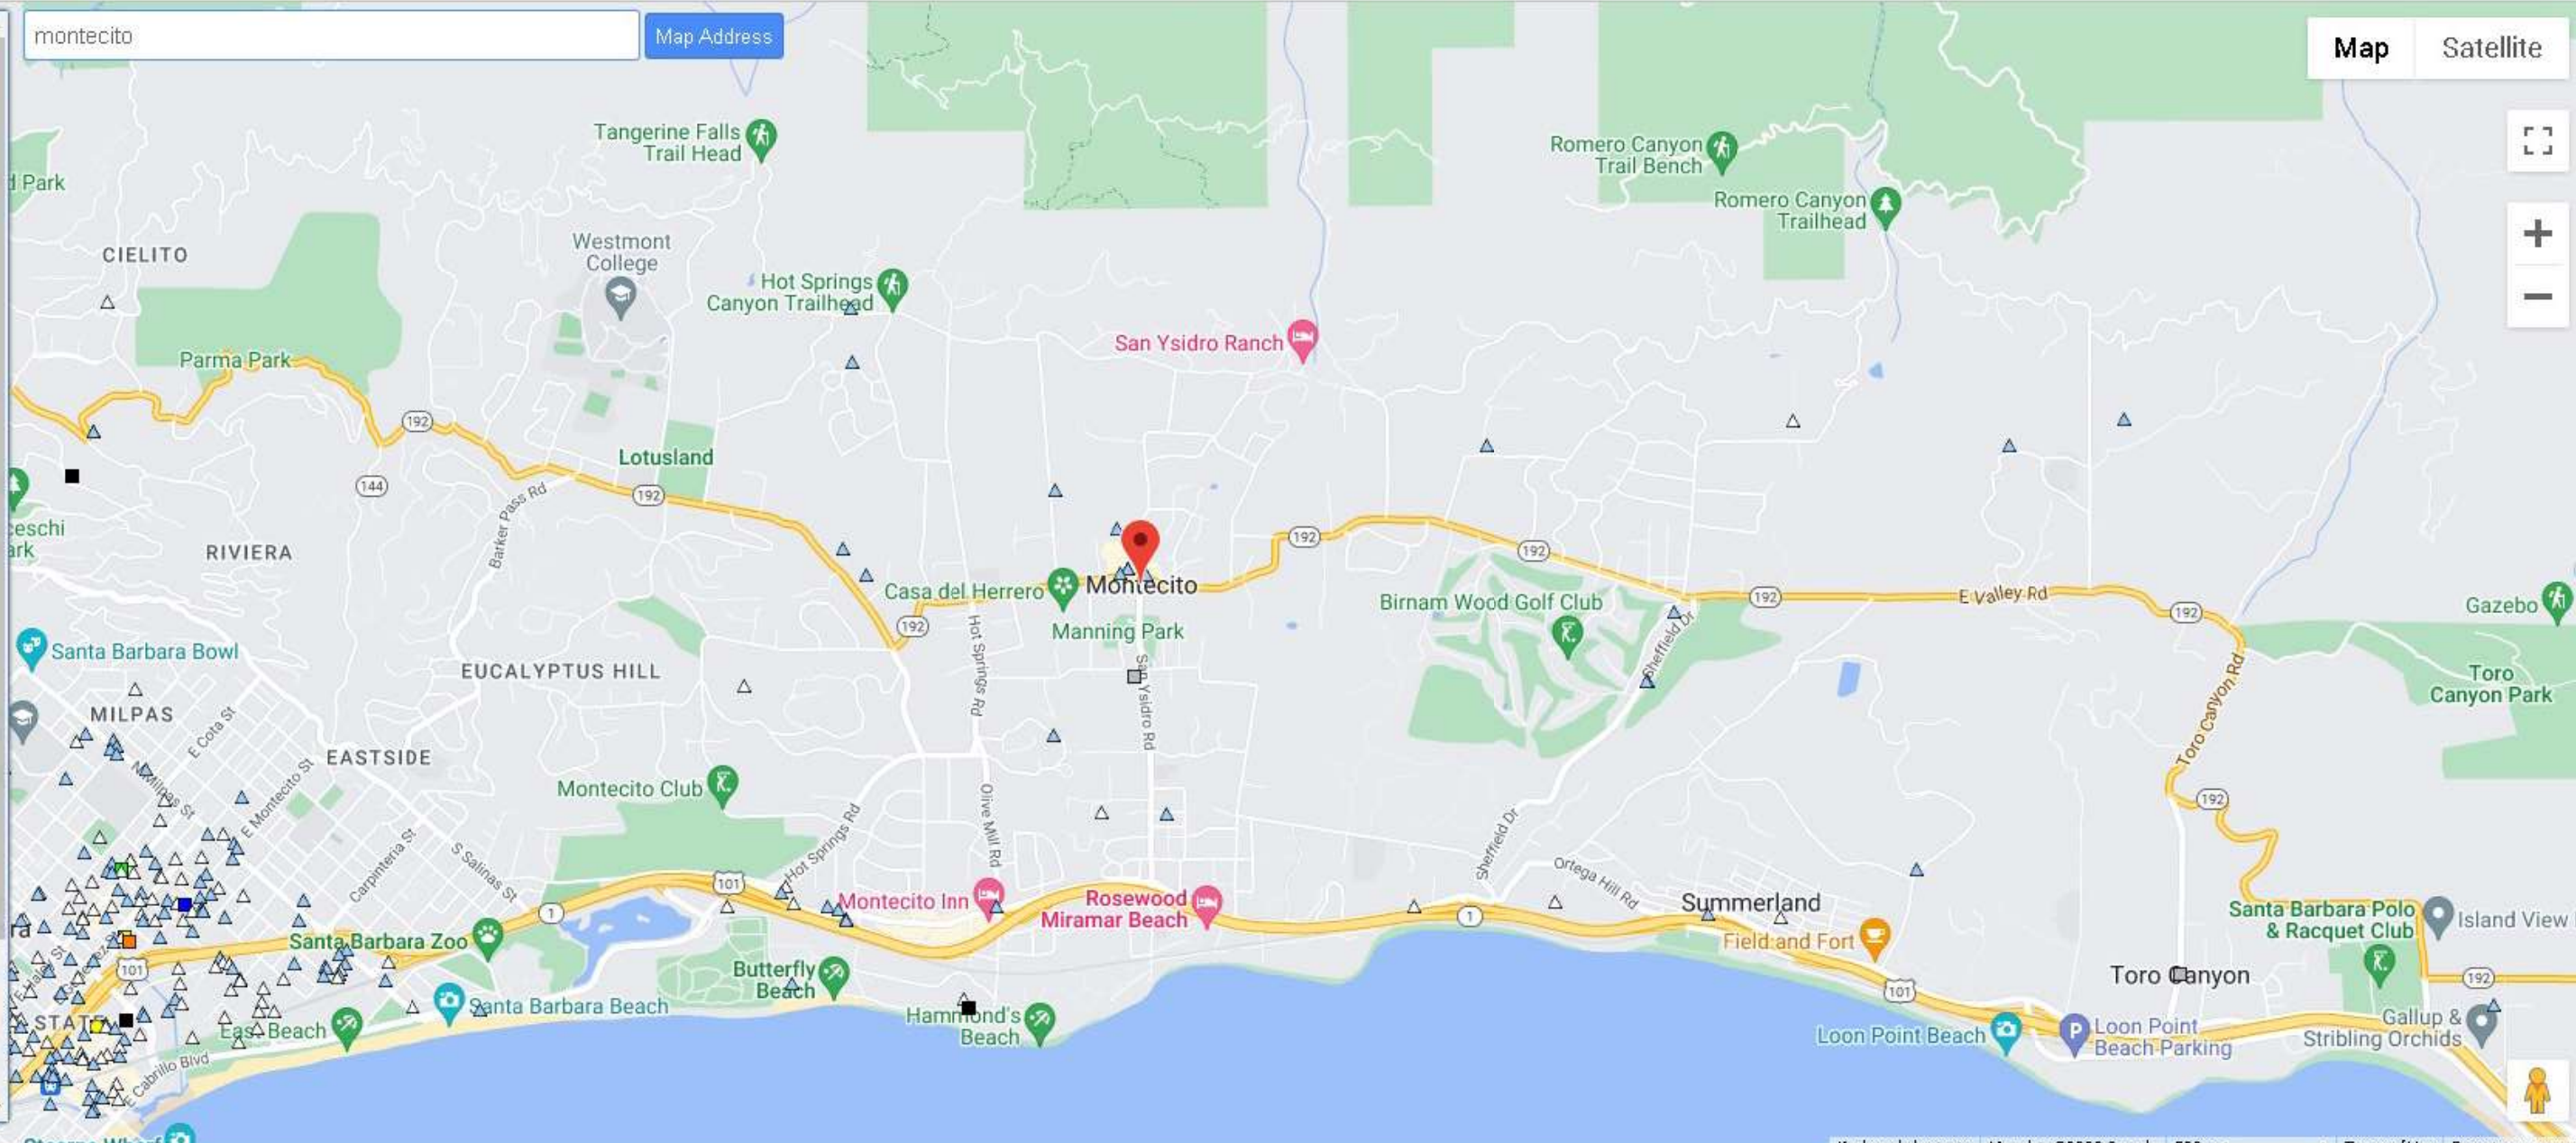 montecito
Map Address
Map
Satellite
Tangerine Falls
Trail Head
Romero Canyon
Trail Bench
Romero Canyon
Trailhead
d Park
CIELITO
Westmont
College
Hot Springs
Canyon Trailhead
San Ysidro Ranch
Parma Park
192
144
Lotusland
192
Barker Pass Rd
ceschi
ark
RIVIERA
192
192
Casa del Herrero
Montecito
Birnam Wood Golf Club
192
E Valley Rd
192
Gazebo
192
Manning Park
Hot Springs Rd
San Ysidro Rd
Sheffield Dr
Santa Barbara Bowl
EUCALYPTUS HILL
Toro
Canyon Park
Toro Canyon Rd
MILPAS
E Cota St
EASTSIDE
N Milpas St
E Montecito St
Montecito Club
192
Olive Mill Rd
Hot Springs Rd
Sheffield Dr
Carpinteria St
S Salinas St
101
Ortega Hill Rd
Montecito Inn
Rosewood
Miramar Beach
1
1
Summerland
Santa Barbara Polo
& Racquet Club
Island View
ra
Santa Barbara Zoo
Field and Fort
E Haley St
101
Butterfly
Beach
Toro Canyon
192
101
Santa Barbara Beach
Hammond's
Beach
STATE
East Beach
Loon Point Beach
Loon Point
Beach Parking
Gallup &
Stribling Orchids
E Cabrillo Blvd
P